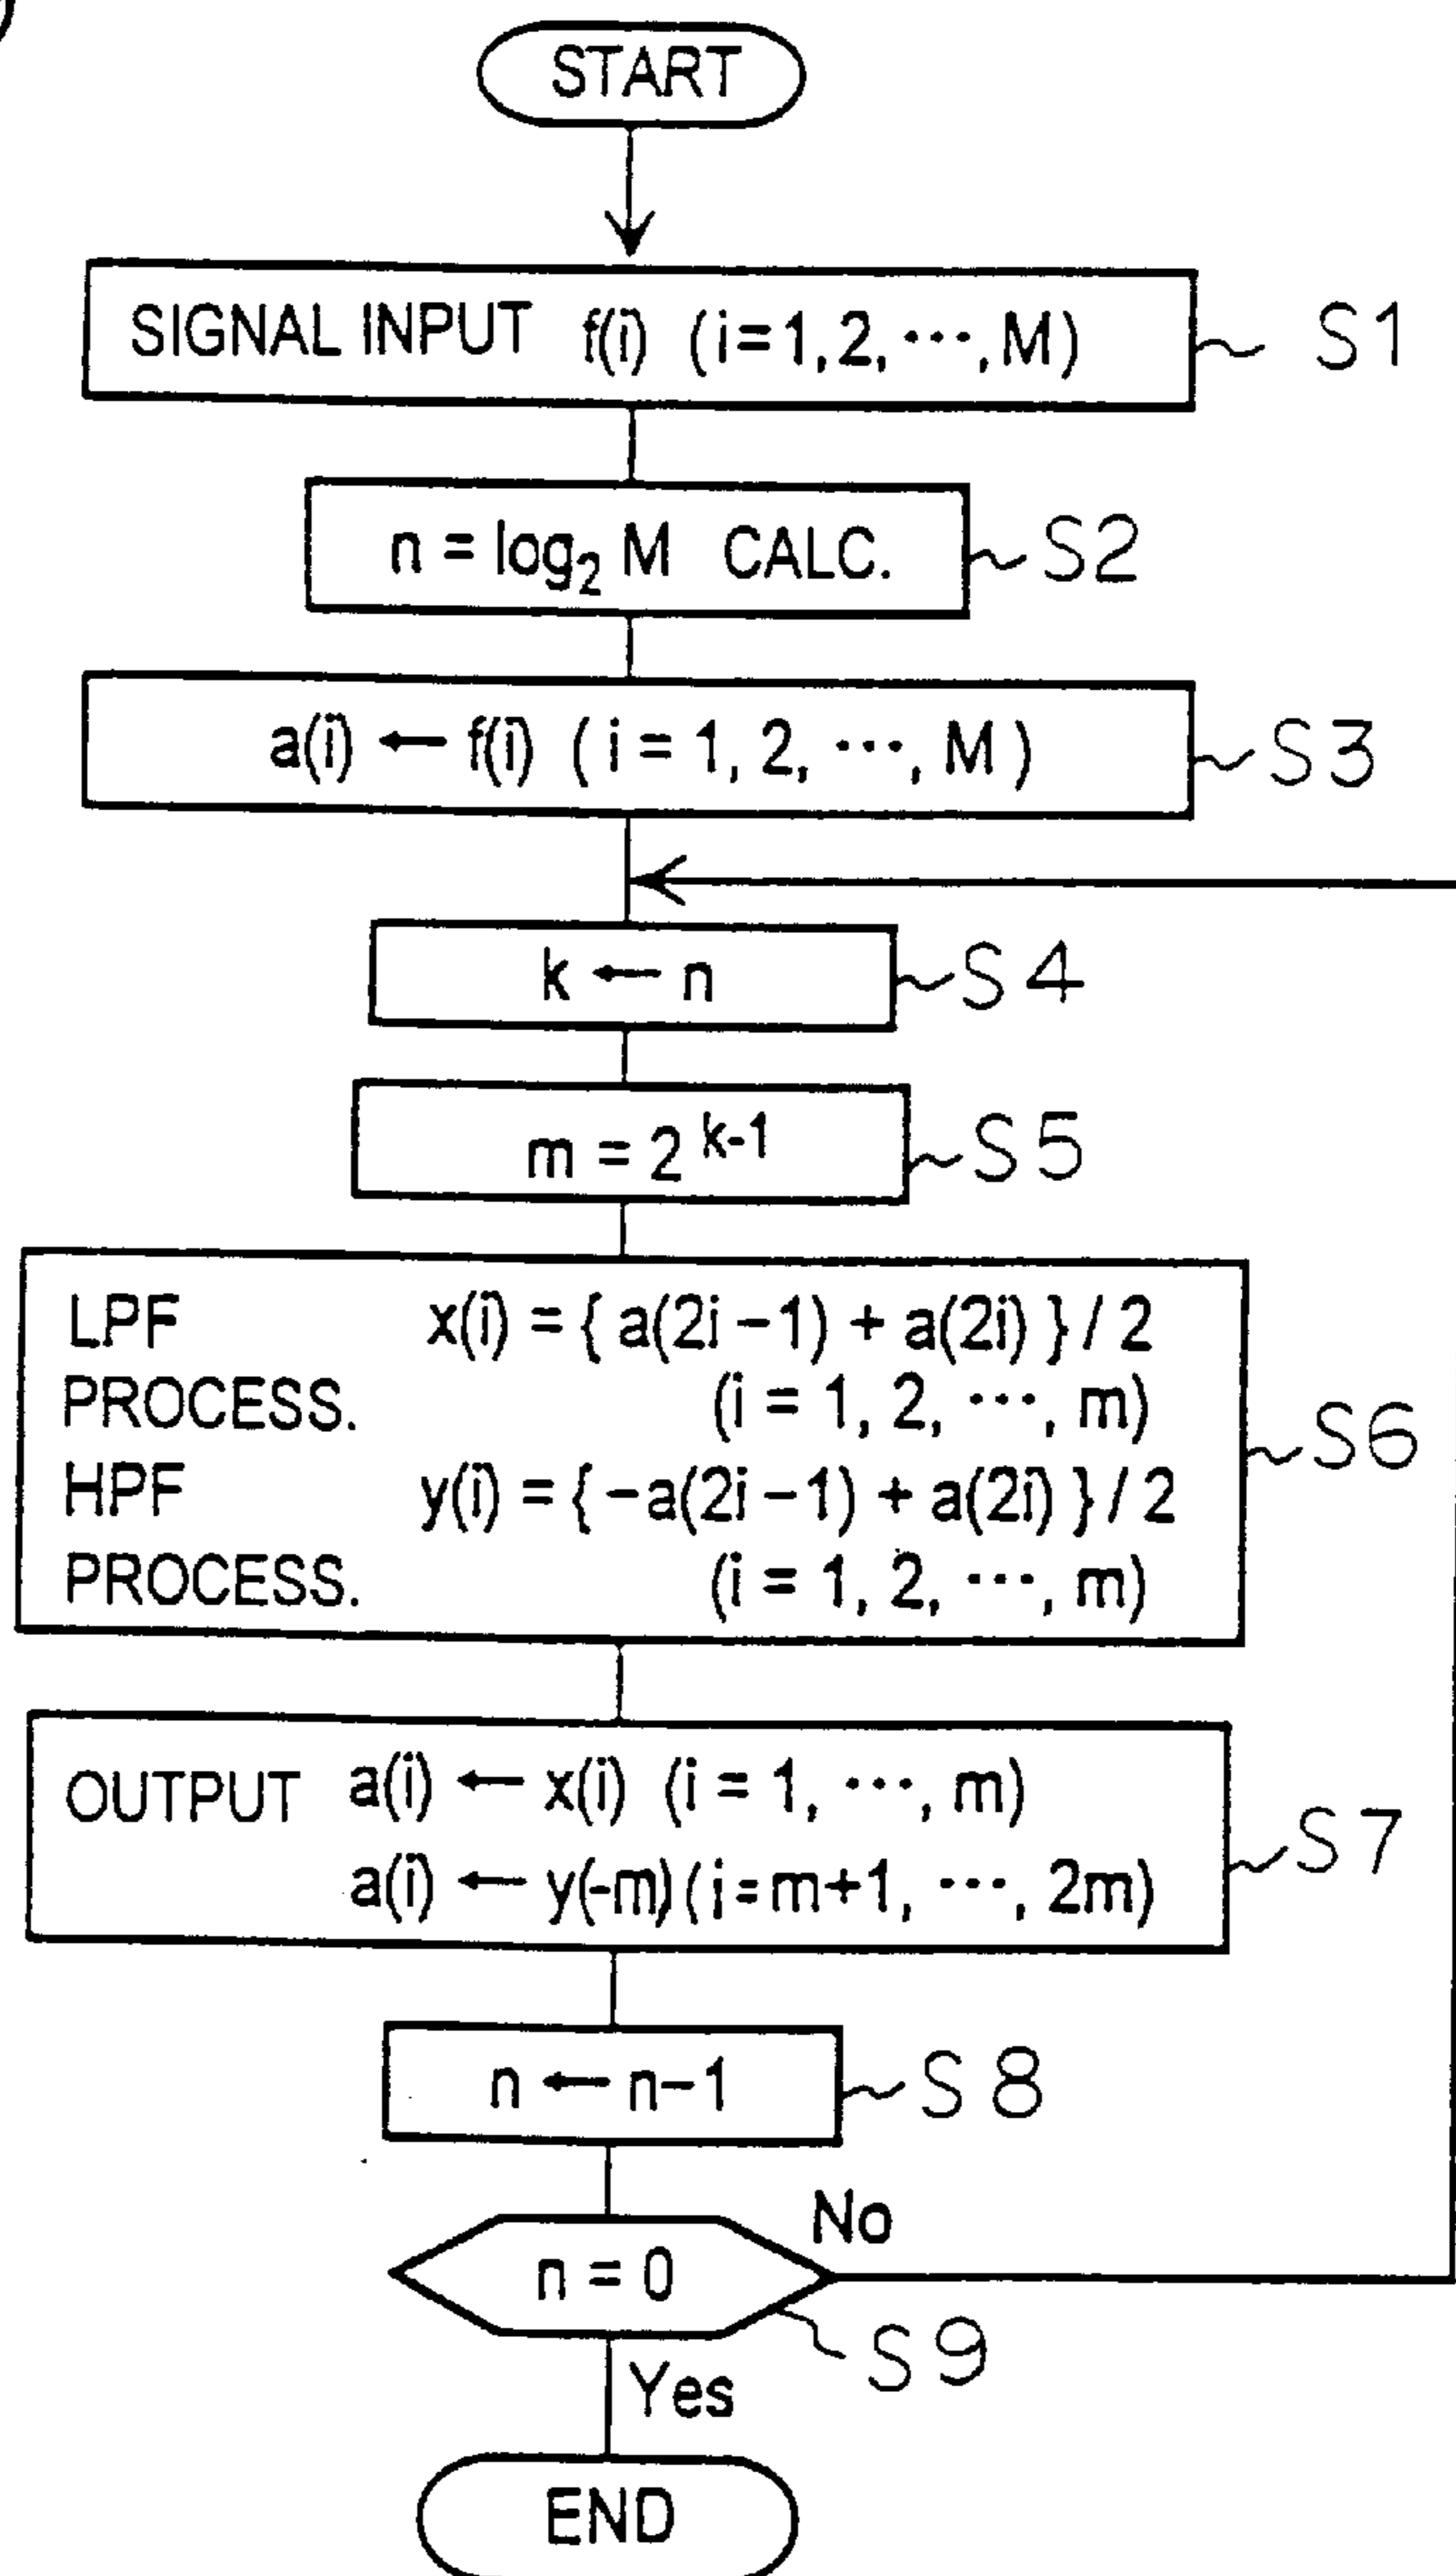 START
SIGNAL INPUT f(i) (i=1, 2, ···, M) S1
n = log₂ M CALC. S2
a(i) ← f(i) ( i = 1, 2, ···, M ) S3
k ← n S4
m = 2^(k-1) S5
LPF x(i) = { a(2i −1) + a(2i) } / 2
PROCESS. (i = 1, 2, ···, m)
S6
HPF y(i) = { −a(2i −1) + a(2i) } / 2
PROCESS. (i = 1, 2, ···, m)
OUTPUT a(i) ← x(i) (i = 1, ···, m)
S7
a(i) ← y(-m) (i=m+1, ···, 2m)
n ← n−1 S8
No
n = 0
S9
Yes
END